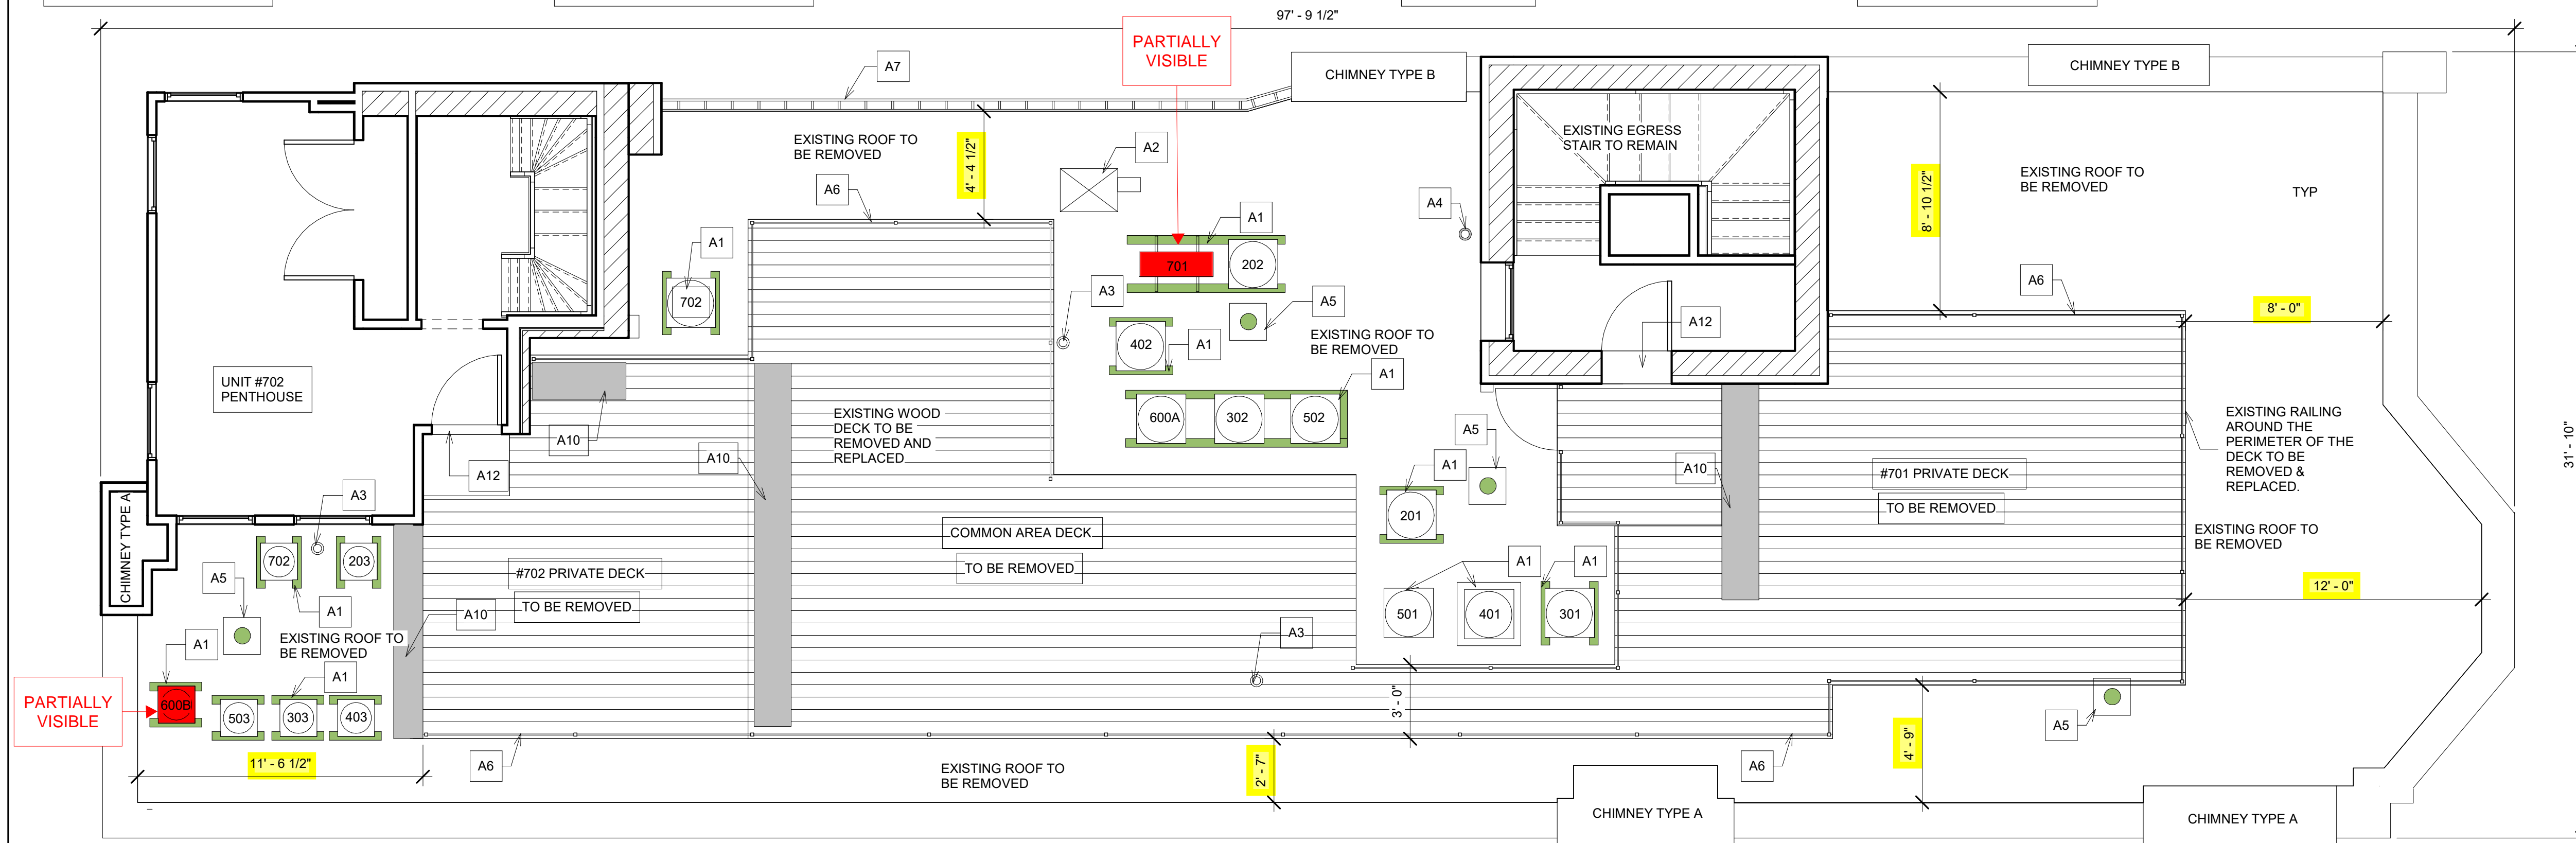 97' - 9 1/2"
PARTIALLY
VISIBLE
CHIMNEY TYPE B
CHIMNEY TYPE B
A7
EXISTING ROOF TO
BE REMOVED
4' - 4 1/2"
A2
EXISTING EGRESS
STAIR TO REMAIN
8' - 10 1/2"
EXISTING ROOF TO
BE REMOVED
TYP
A6
A4
A1
A1
701
202
702
A3
A5
A6
8' - 0"
A12
EXISTING ROOF TO
BE REMOVED
402
A1
A1
UNIT #702
PENTHOUSE
EXISTING WOOD
DECK TO BE
REMOVED AND
REPLACED
600A
302
502
EXISTING RAILING
AROUND THE
PERIMETER OF THE
DECK TO BE
REMOVED &
REPLACED.
31' - 10"
A10
A10
A12
A5
A1
A10
#701 PRIVATE DECK
TO BE REMOVED
CHIMNEY TYPE A
A3
201
COMMON AREA DECK
TO BE REMOVED
EXISTING ROOF TO
BE REMOVED
702
203
A5
#702 PRIVATE DECK
TO BE REMOVED
A1
A1
A1
A10
501
401
301
12' - 0"
EXISTING ROOF TO
BE REMOVED
A1
A3
A1
PARTIALLY
VISIBLE
600B
503
303
403
3' - 0"
A5
11' - 6 1/2"
A6
EXISTING ROOF TO
BE REMOVED
2' - 7"
A6
4' - 9"
CHIMNEY TYPE A
CHIMNEY TYPE A